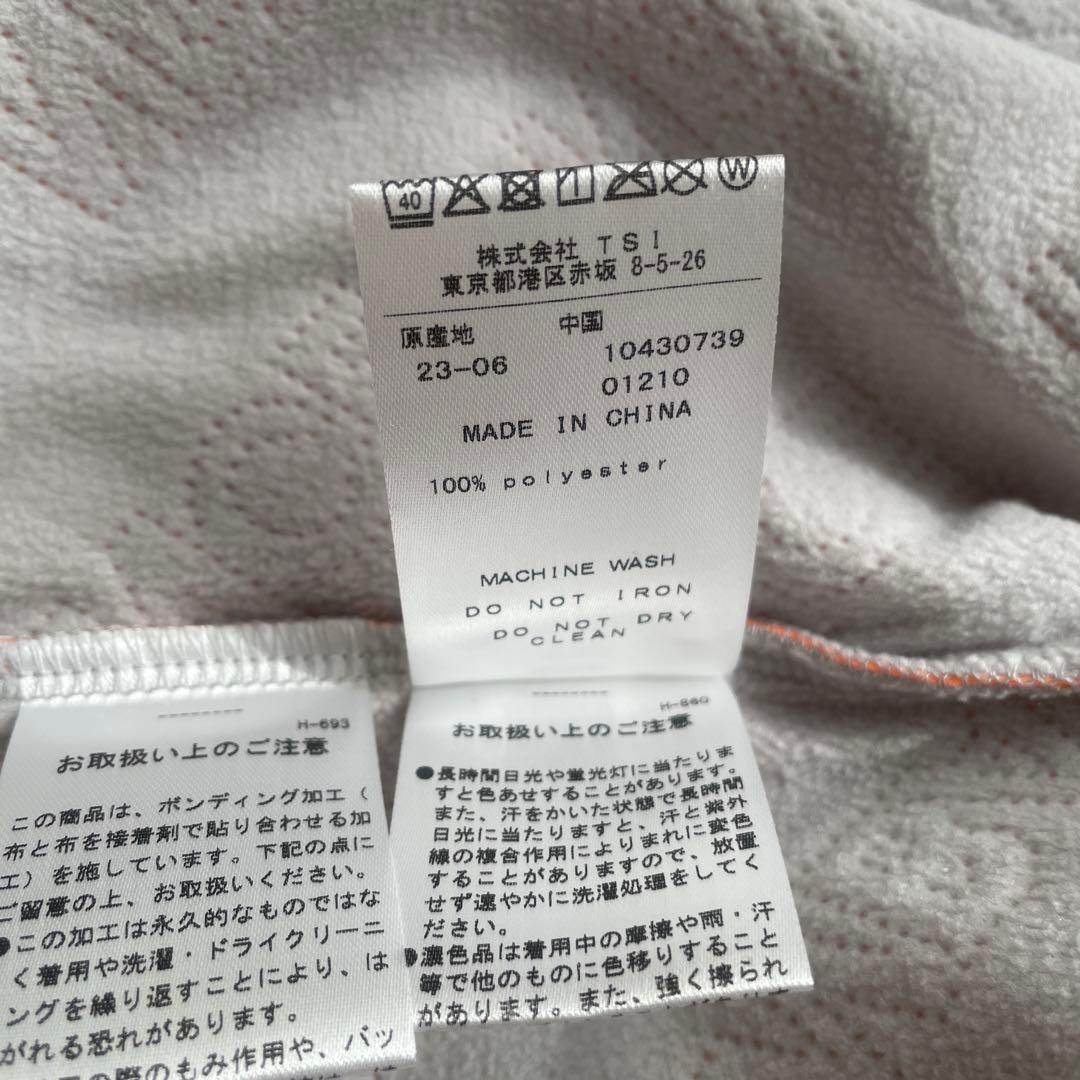 40
W
株式会社 TSI
東京都港区赤坂 8-5-26
原産地 中国
23-06 10430739
01210
MADE IN CHINA
100% polyester
MACHINE WASH
DO NOT IRON
DO NOT DRY
CLEAN
H-693
お取扱い上のご注意
この商品は、ボンディング加工（
布と布を接着剤で貼り合わせる加
工）を施しています。下記の点に
ご留意の上、お取扱いください。
●この加工は永久的なものではな
く着用や洗濯・ドライクリーニ
ングを繰り返すことにより、は
がれる恐れがあります。
の際のもみ作用や、バッ
H-880
お取扱い上のご注意
●長時間日光や蛍光灯に当たりま
すと色あせすることがあります。
また、汗をかいた状態で長時間
日光に当たりますと、汗と紫外
線の複合作用によりまれに変色
することがありますので、放置
せず速やかに洗濯処理をしてく
ださい。
●濃色品は着用中の摩擦や雨・汗
等で他のものに色移りすること
があります。また、強く擦られ